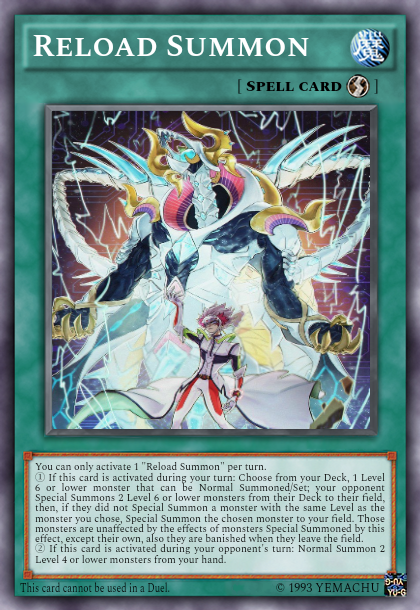 RELOAD SUMMON
魔
[ SPELL CARD ]
You can only activate 1 "Reload Summon" per turn.
① If this card is activated during your turn: Choose from your Deck, 1 Level
6 or lower monster that can be Normal Summoned/Set; your opponent
Special Summons 2 Level 6 or lower monsters from their Deck to their field,
then, if they did not Special Summon a monster with the same Level as the
monster you chose, Special Summon the chosen monster to your field. Those
monsters are unaffected by the effects of monsters Special Summoned by this
effect, except their own, also they are banished when they leave the field.
② If this card is activated during your opponent's turn: Normal Summon 2
Level 4 or lower monsters from your hand.
This card cannot be used in a Duel. © 1993 YEMACHU